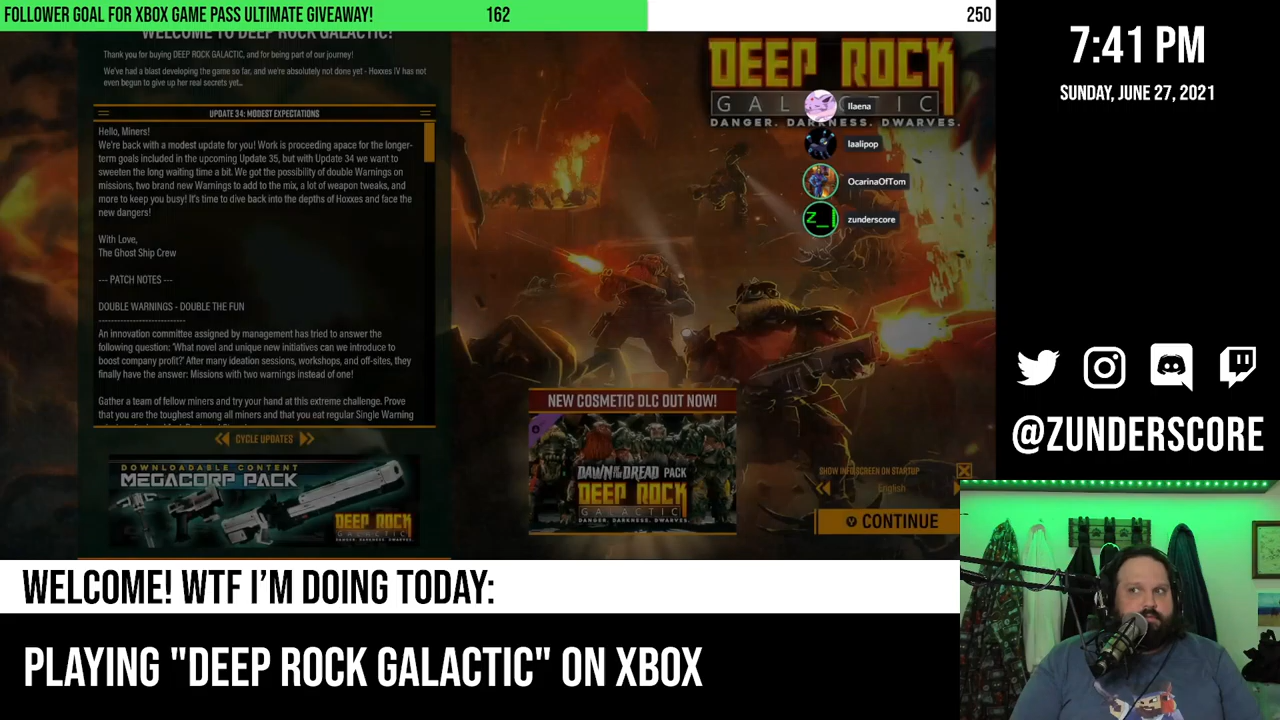 FOLLOWER GOAL FOR XBOX GAME PASS ULTIMATE GIVEAWAY!
162
250
7:41 PM
SUNDAY, JUNE 27, 2021
WELCOME TO DEEP ROCK GALACTIC!
Thank you for buying DEEP ROCK GALACTIC, and for being part of our journey!
We've had a blast developing the game so far, and we're absolutely not done yet - Hoxxes IV has not
even begun to give up her real secrets yet...
UPDATE 34: MODEST EXPECTATIONS
Hello, Miners!
We're back with a modest update for you! Work is proceeding apace for the longer-
term goals included in the upcoming Update 35, but with Update 34 we want to
sweeten the long waiting time a bit. We got the possibility of double Warnings on
missions, two brand new Warnings to add to the mix, a lot of weapon tweaks, and
more to keep you busy! It's time to dive back into the depths of Hoxxes and face the
new dangers!
With Love,
The Ghost Ship Crew
--- PATCH NOTES ---
DOUBLE WARNINGS - DOUBLE THE FUN
-----------------------------
An innovation committee assigned by management has tried to answer the
following question: 'What novel and unique new initiatives can we introduce to
boost company profit?' After many ideation sessions, workshops, and off-sites, they
finally have the answer: Missions with two warnings instead of one!
Gather a team of fellow miners and try your hand at this extreme challenge. Prove
that you are the toughest among all miners and that you eat regular Single Warning
CYCLE UPDATES
DOWNLOADABLE CONTENT
MEGACORP PACK
DEEP ROCK
GALACTIC
DANGER. DARKNESS. DWARVES.
DEEP ROCK
GALACTIC
DANGER. DARKNESS. DWARVES.
Ilaena
laalipop
OcarinaOfTom
z_
zunderscore
NEW COSMETIC DLC OUT NOW!
DAWN OF THE DREAD PACK
DEEP ROCK
GALACTIC
DANGER. DARKNESS. DWARVES.
SHOW INFOSCREEN ON STARTUP
English
CONTINUE
@ZUNDERSCORE
WELCOME! WTF I'M DOING TODAY:
PLAYING "DEEP ROCK GALACTIC" ON XBOX